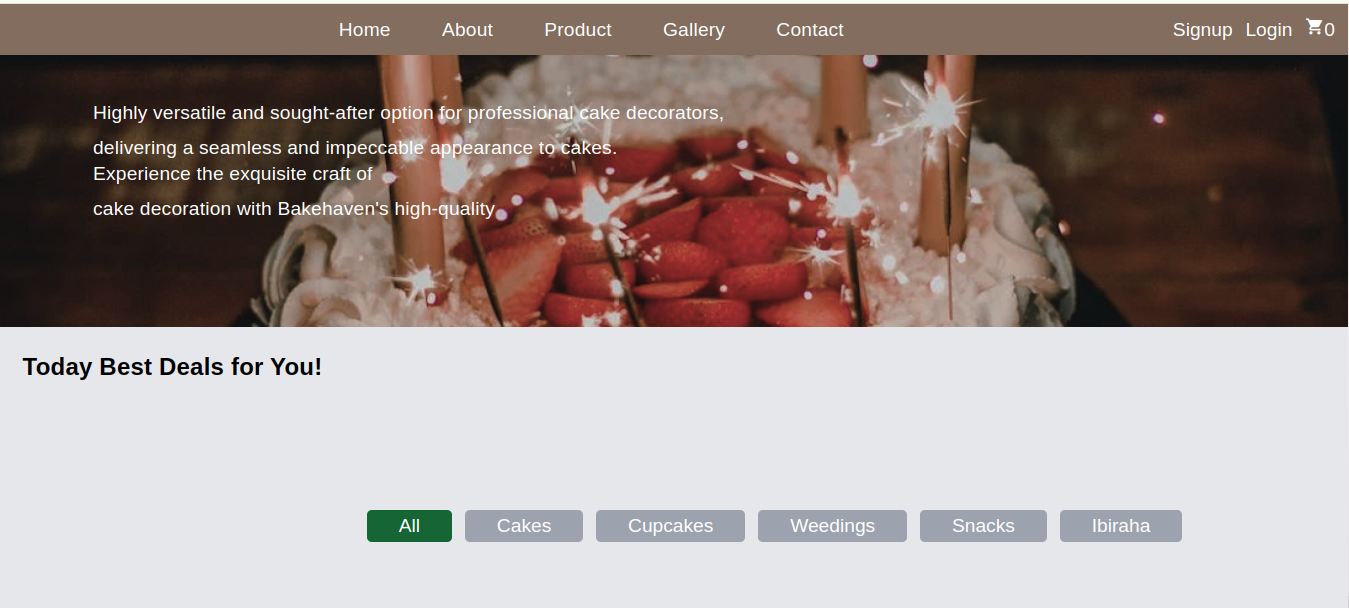 Home About Product Gallery Contact Signup Login 0
Highly versatile and sought-after option for professional cake decorators,
delivering a seamless and impeccable appearance to cakes.
Experience the exquisite craft of
cake decoration with Bakehaven's high-quality
Today Best Deals for You!
All Cakes Cupcakes Weedings Snacks Ibiraha